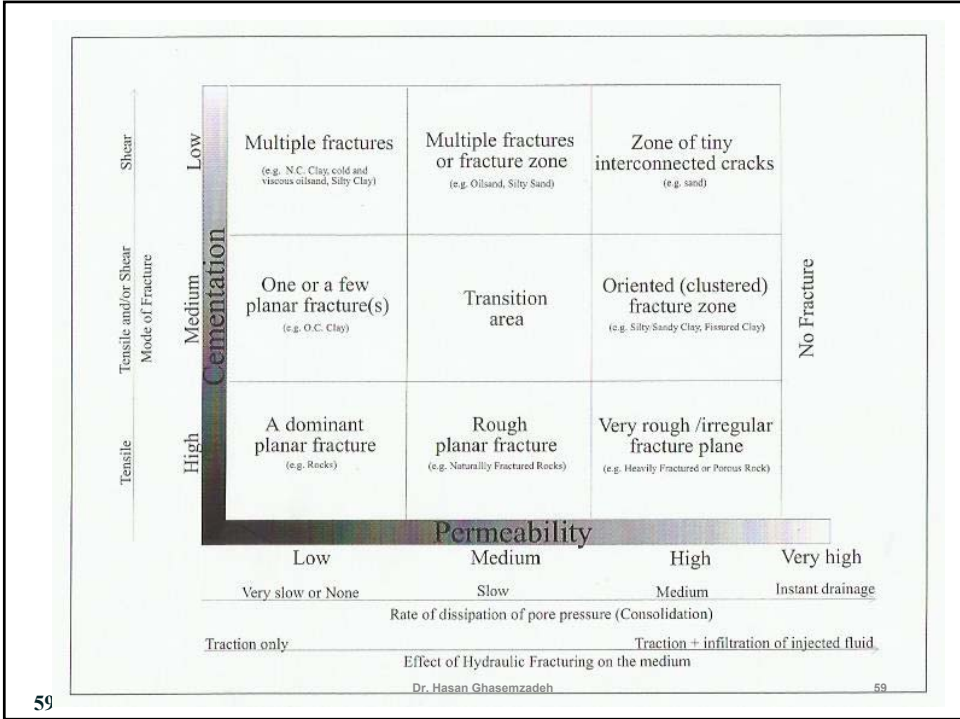 Shear
Low
Multiple fractures
(e.g. N.C. Clay, cold and
viscous oilsand, Silty Clay)
Multiple fractures
or fracture zone
(e.g. Oilsand, Silty Sand)
Zone of tiny
interconnected cracks
(e.g. sand)
Tensile and/or Shear
Mode of Fracture
Medium
Cementation
One or a few
planar fracture(s)
(e.g. O.C. Clay)
Transition
area
Oriented (clustered)
fracture zone
(e.g. Silty/Sandy Clay, Fissured Clay)
No Fracture
Tensile
High
A dominant
planar fracture
(e.g. Rocks)
Rough
planar fracture
(e.g. Naturallly Fractured Rocks)
Very rough /irregular
fracture plane
(e.g. Heavily Fractured or Porous Rock)
Permeability
Low Medium High Very high
Very slow or None Slow Medium Instant drainage
Rate of dissipation of pore pressure (Consolidation)
Traction only Traction + infiltration of injected fluid
Effect of Hydraulic Fracturing on the medium
Dr. Hasan Ghasemzadeh 59
59